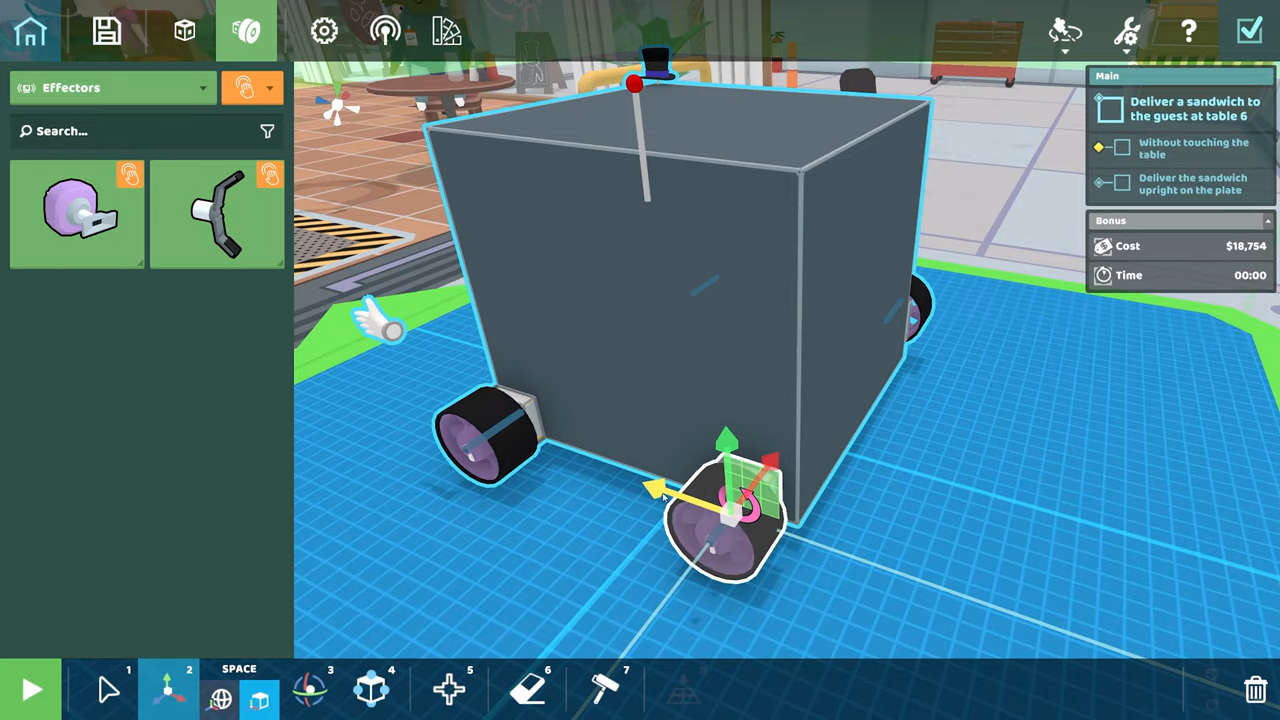 Effectors
Search...
Main
Deliver a sandwich to
the guest at table 6
Without touching the
table
Deliver the sandwich
upright on the plate
Bonus
Cost $18,754
Time 00:00
?
1
2
SPACE
3
4
5
6
7
8